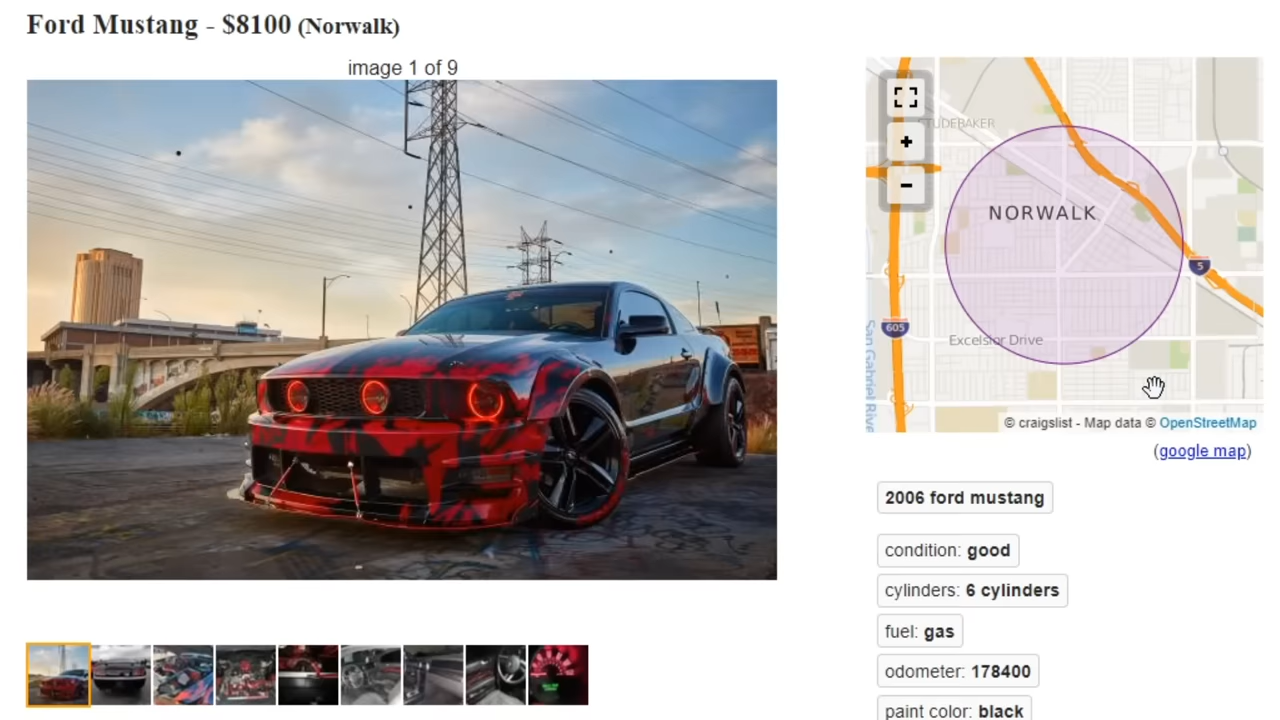 Ford Mustang - $8100 (Norwalk)
image 1 of 9
+
-
STUDEBAKER
NORWALK
5
605
Excelsior Drive
San Gabriel Rive
© craigslist - Map data © OpenStreetMap
(google map)
2006 ford mustang
condition: good
cylinders: 6 cylinders
fuel: gas
odometer: 178400
paint color: black